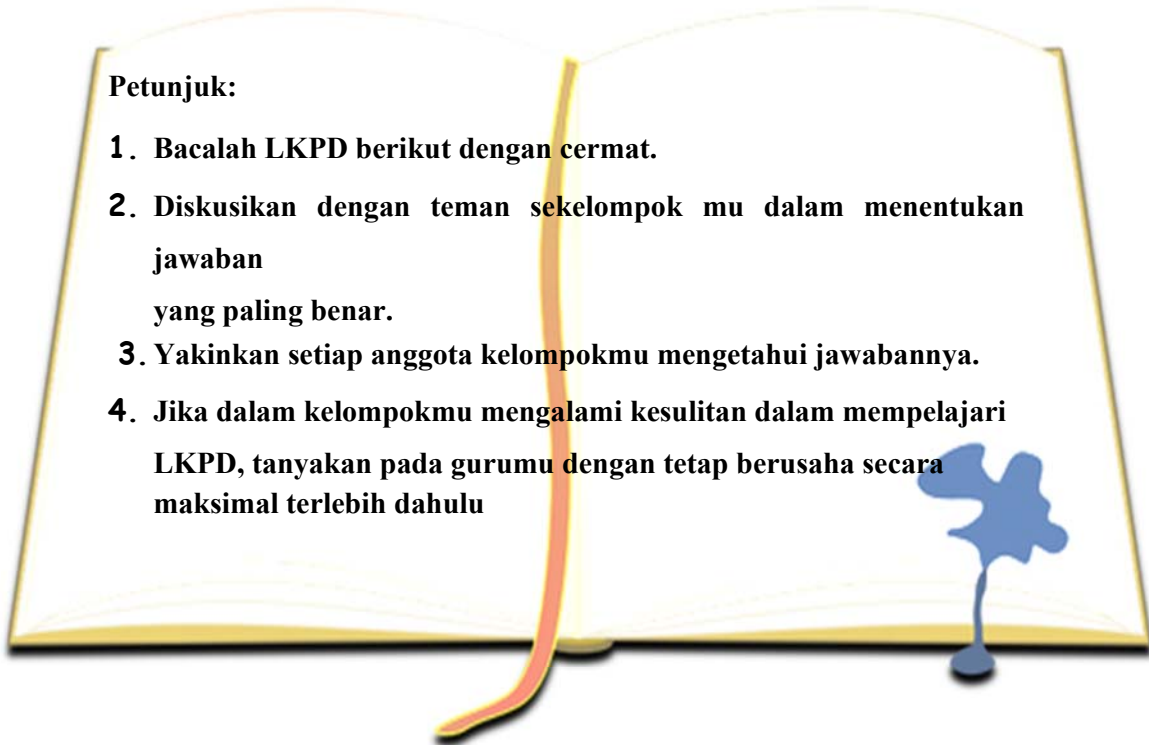 Petunjuk:
1. Bacalah LKPD berikut dengan cermat.
2. Diskusikan dengan teman sekelompok mu dalam menentukan
jawaban
yang paling benar.
3. Yakinkan setiap anggota kelompokmu mengetahui jawabannya.
4. Jika dalam kelompokmu mengalami kesulitan dalam mempelajari
LKPD, tanyakan pada gurumu dengan tetap berusaha secara
maksimal terlebih dahulu